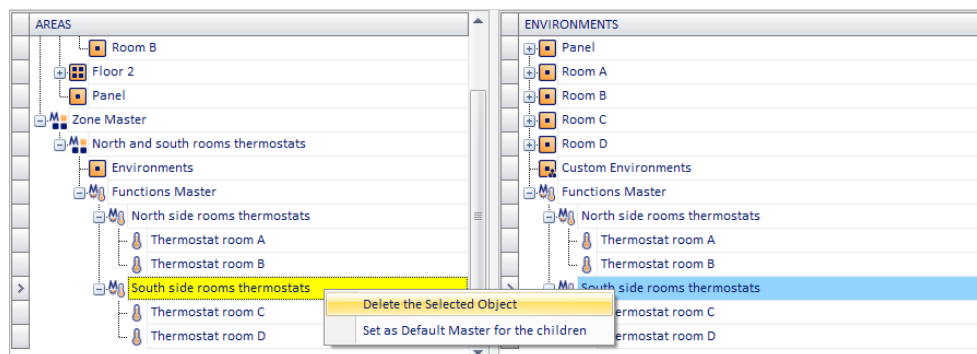 AREAS
Room B
Floor 2
Panel
Zone Master
North and south rooms thermostats
Environments
Functions Master
North side rooms thermostats
Thermostat room A
Thermostat room B
South side rooms thermostats
Thermostat room C
Thermostat room D
Delete the Selected Object
Set as Default Master for the children
ENVIRONMENTS
Panel
Room A
Room B
Room C
Room D
Custom Environments
Functions Master
North side rooms thermostats
Thermostat room A
Thermostat room B
South side rooms thermostats
ermostat room C
ermostat room D